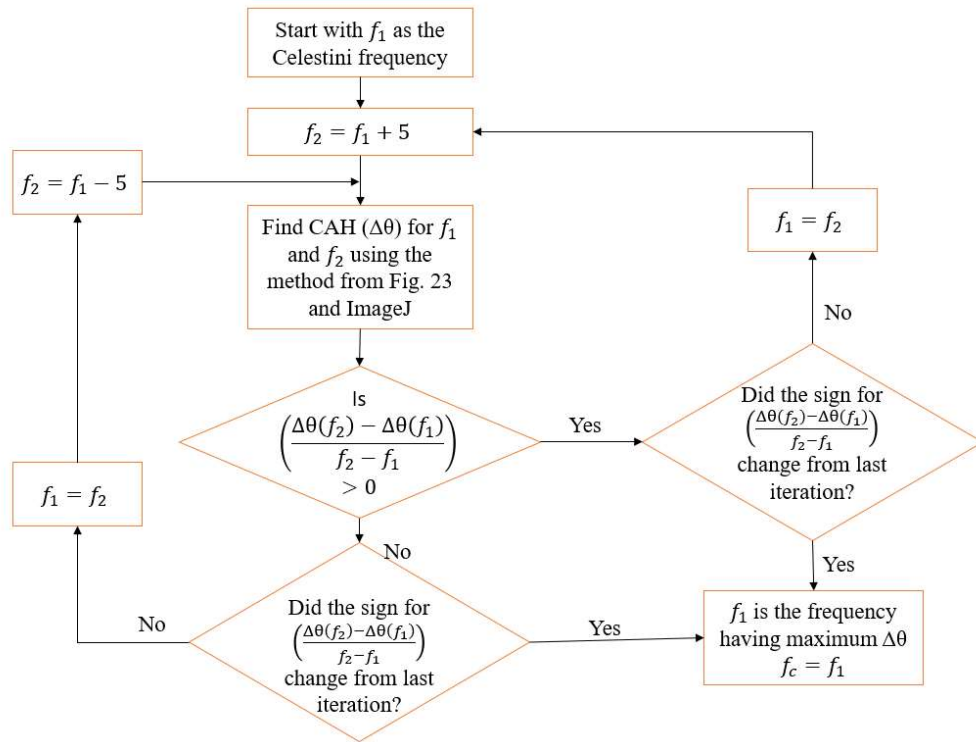 Start with 𝑓₁ as the
Celestini frequency
𝑓₂ = 𝑓₁ + 5
𝑓₂ = 𝑓₁ − 5
Find CAH (Δθ) for 𝑓₁
and 𝑓₂ using the
method from Fig. 23
and ImageJ
𝑓₁ = 𝑓₂
No
Is
(Δθ(𝑓₂) − Δθ(𝑓₁) / 𝑓₂ − 𝑓₁)
> 0
Yes
Did the sign for
(Δθ(𝑓₂)−Δθ(𝑓₁) / 𝑓₂−𝑓₁)
change from last
iteration?
𝑓₁ = 𝑓₂
No
No
Did the sign for
(Δθ(𝑓₂)−Δθ(𝑓₁) / 𝑓₂−𝑓₁)
change from last
iteration?
Yes
Yes
𝑓₁ is the frequency
having maximum Δθ
𝑓𝑐 = 𝑓₁